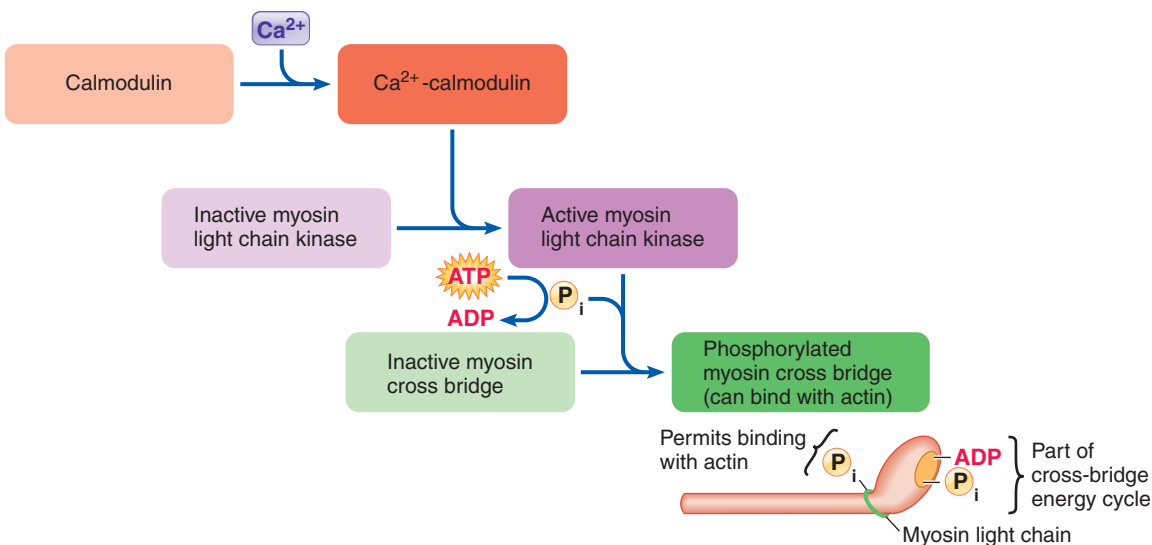 Ca²⁺
Calmodulin
Ca²⁺-calmodulin
Inactive myosin
light chain kinase
Active myosin
light chain kinase
ATP
Pi
ADP
Inactive myosin
cross bridge
Phosphorylated
myosin cross bridge
(can bind with actin)
Permits binding
with actin
Pi
ADP
Pi
Part of
cross-bridge
energy cycle
Myosin light chain